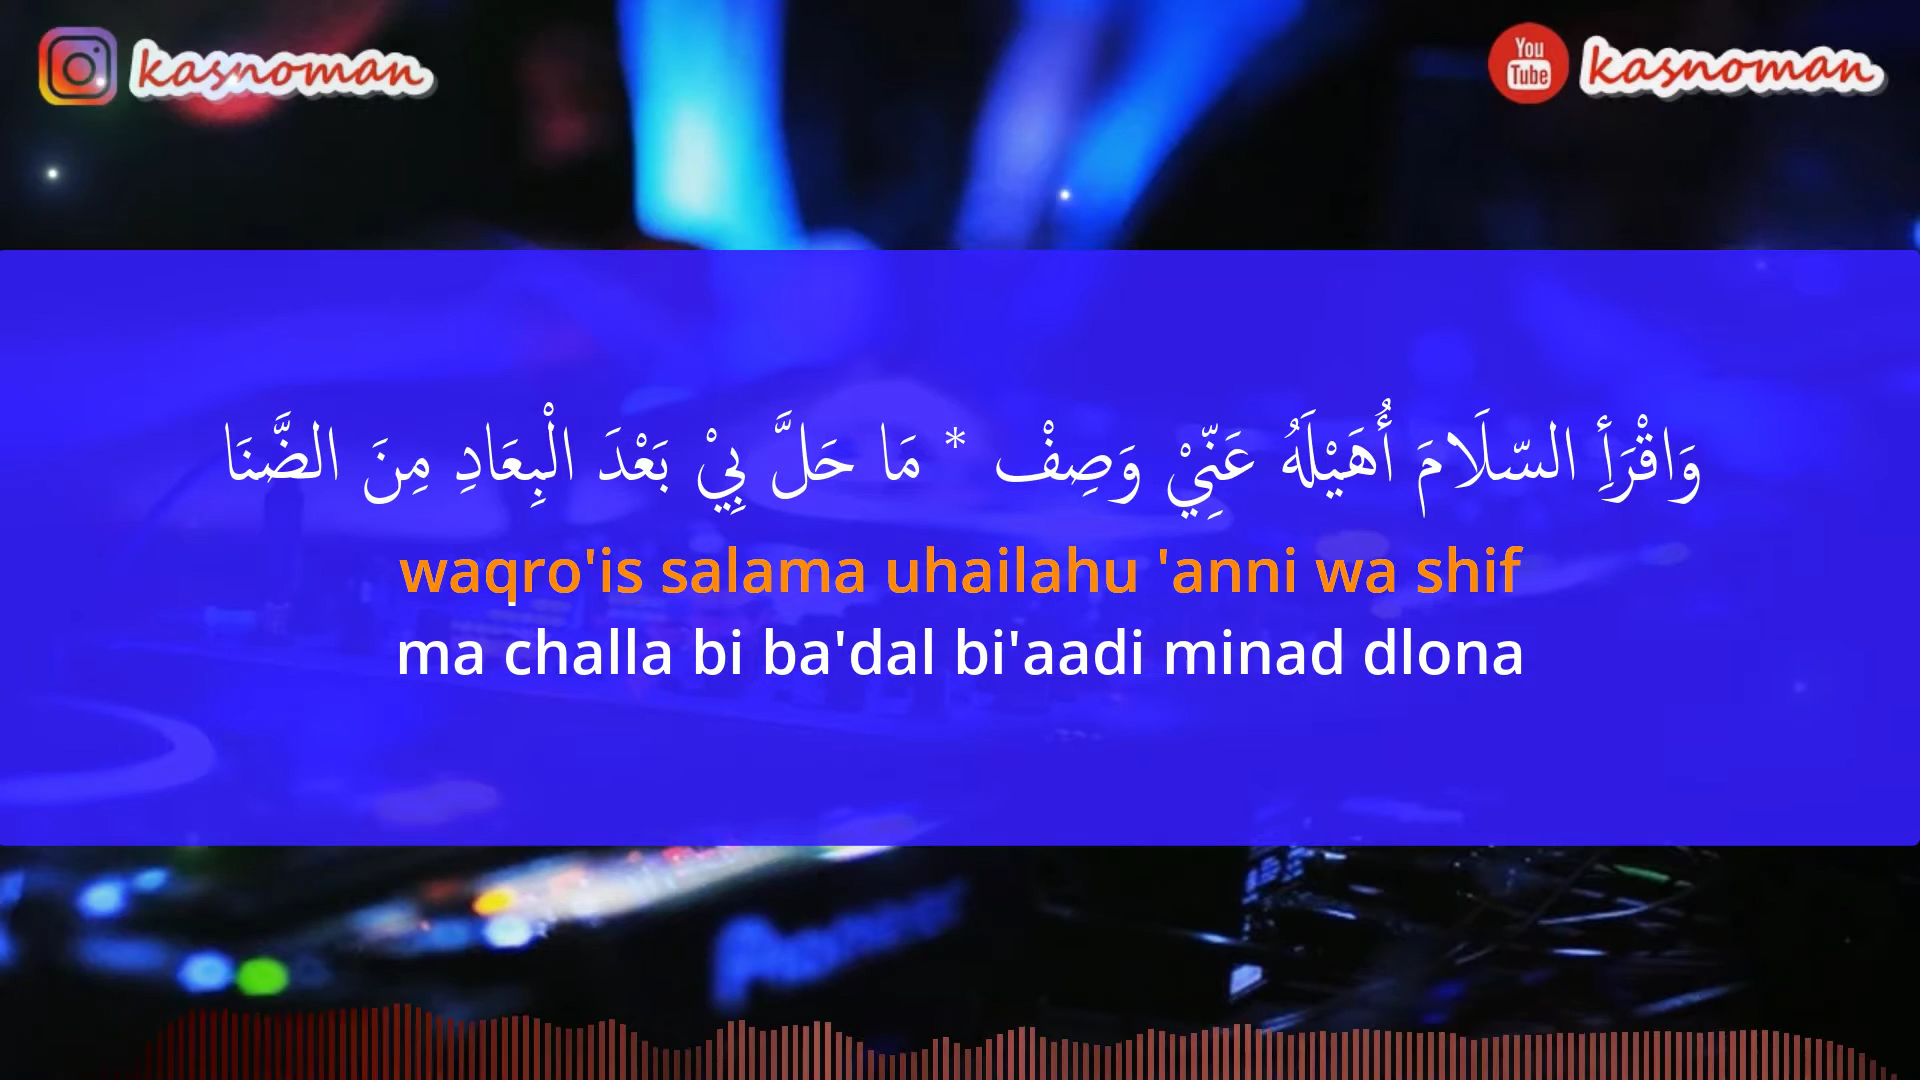 kasnoman
You
Tube
kasnoman
وَاقْرَأِ السّلَامَ أُهَيْلَهُ عَنِّيْ وَصِفْ * مَا حَلَّ بِيْ بَعْدَ الْبِعَادِ مِنَ الضَّنَا
waqro'is salama uhailahu 'anni wa shif
ma challa bi ba'dal bi'aadi minad dlona